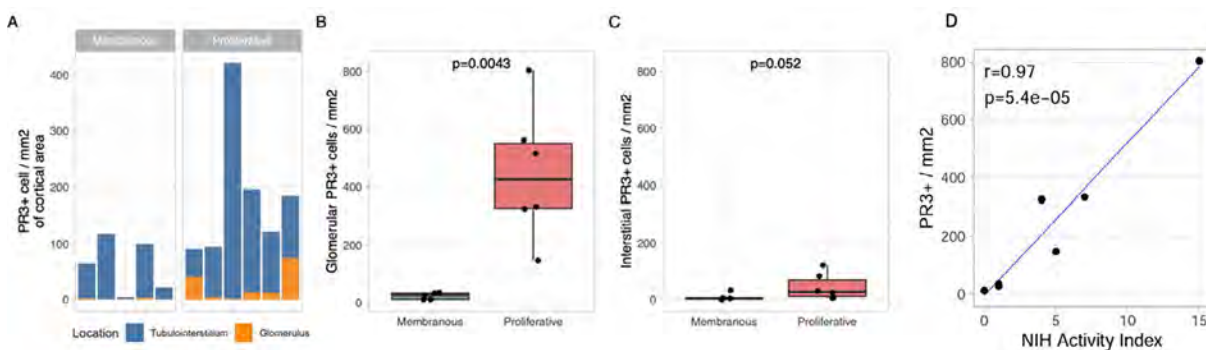 A
Membranous
Proliferative
PR3+ cell / mm2
of cortical area
400
300
200
100
0
Location
Tubulointerstitium
Glomerulus
B
Glomerular PR3+ cells / mm2
800
600
400
200
0
p=0.0043
Membranous
Proliferative
C
Interstitial PR3+ cells / mm2
800
600
400
200
0
p=0.052
Membranous
Proliferative
D
PR3+ / mm2
800
600
400
200
0
r=0.97
p=5.4e-05
0
5
10
15
NIH Activity Index